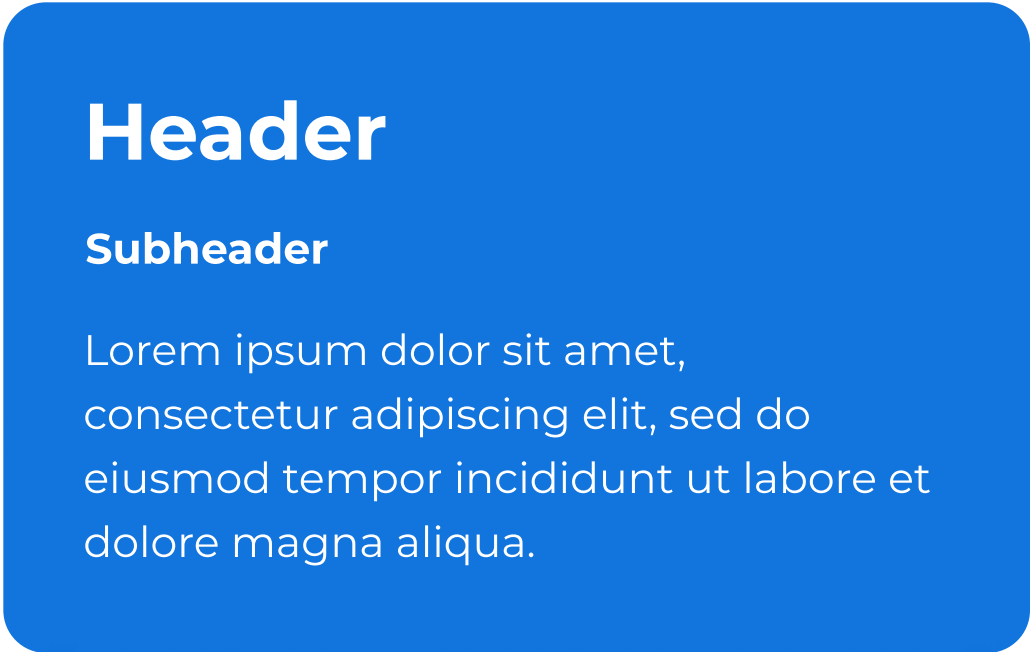 Header
Subheader
Lorem ipsum dolor sit amet,
consectetur adipiscing elit, sed do
eiusmod tempor incididunt ut labore et
dolore magna aliqua.